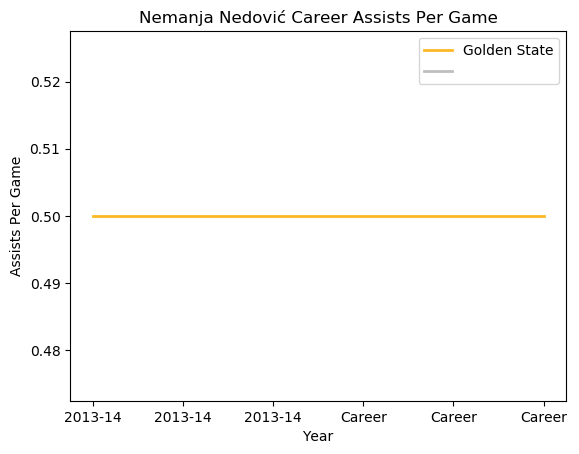 Nemanja Nedović Career Assists Per Game
Golden State
Assists Per Game
0.52
0.51
0.50
0.49
0.48
2013-14 2013-14 2013-14 Career Career Career
Year